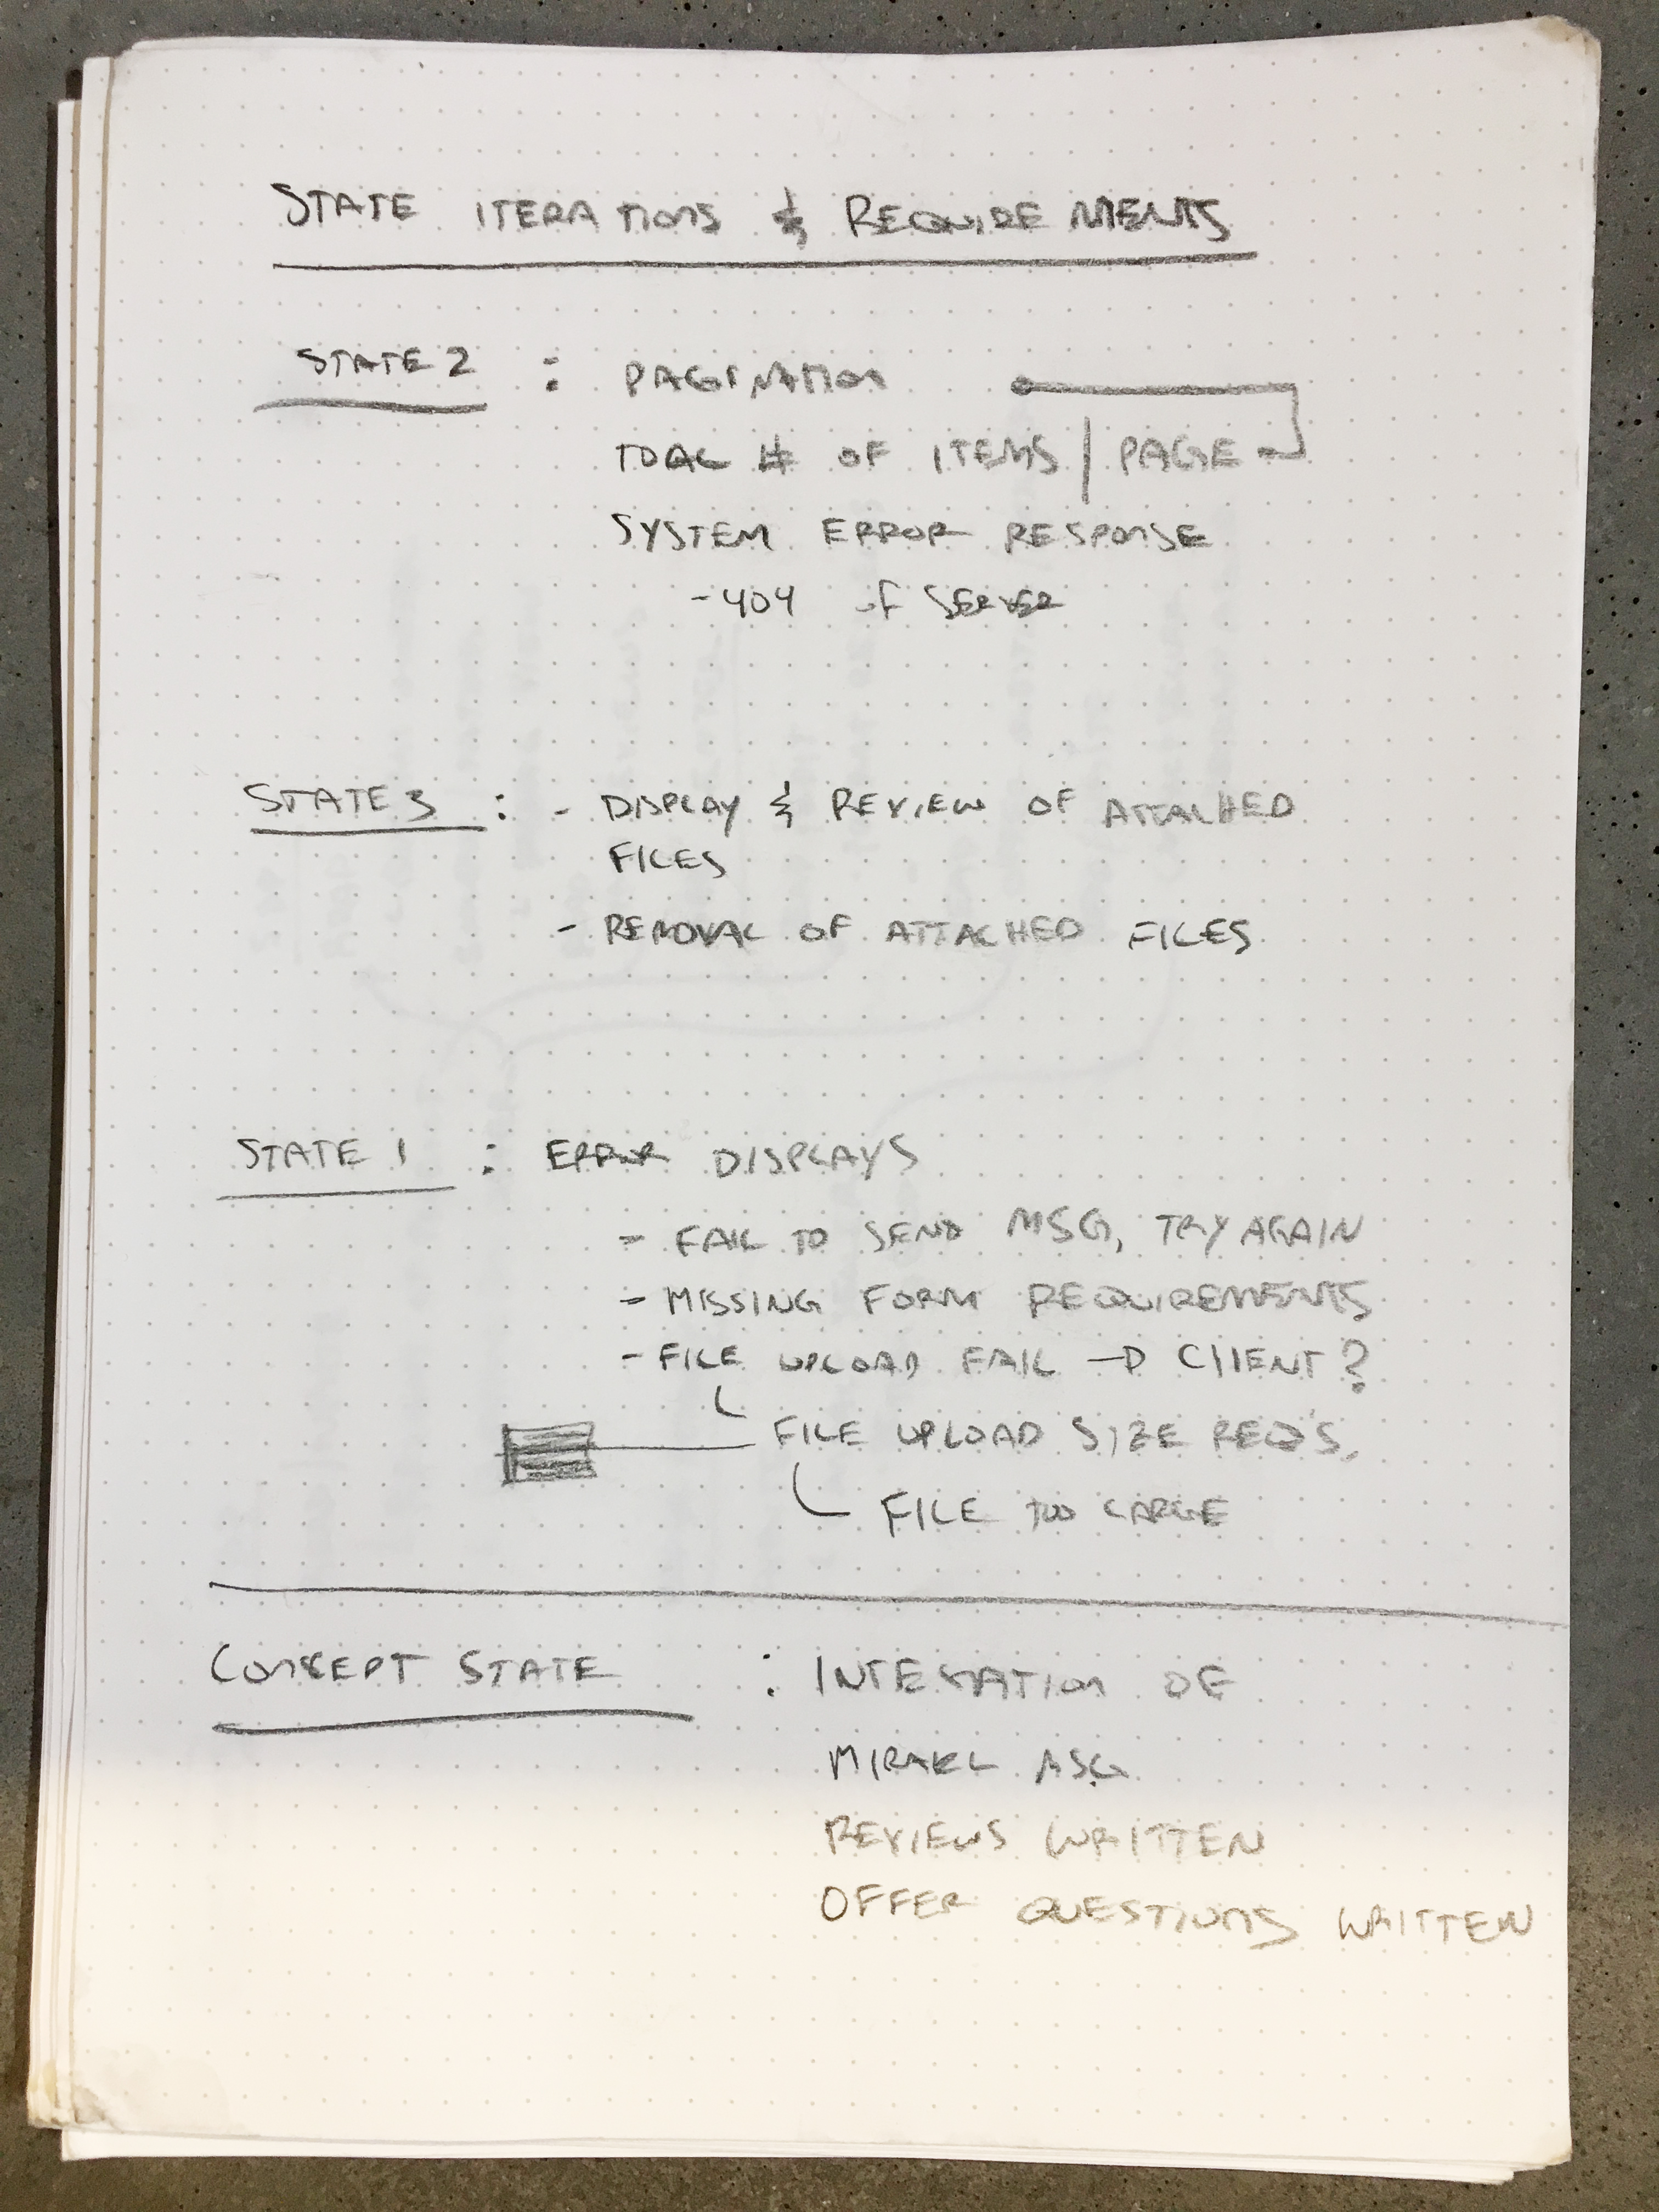 STATE ITERATIONS & REQUIREMENTS
STATE 2 : PAGINATION
TOTAL # OF ITEMS / PAGE
SYSTEM ERROR RESPONSE
- 404 of SERVER
STATE 3 : - DISPLAY & REVIEW OF ATTACHED
FILES
- REMOVAL OF ATTACHED FILES
STATE 1 : ERROR DISPLAYS
- FAIL TO SEND MSG, TRY AGAIN
- MISSING FORM REQUIREMENTS
- FILE UPLOAD FAIL → CLIENT?
FILE UPLOAD SIZE REQ'S.
FILE TOO LARGE
CONCEPT STATE : OF
MIRAKL
REVIEWS WRITTEN
OFFER QUESTIONS WRITTEN